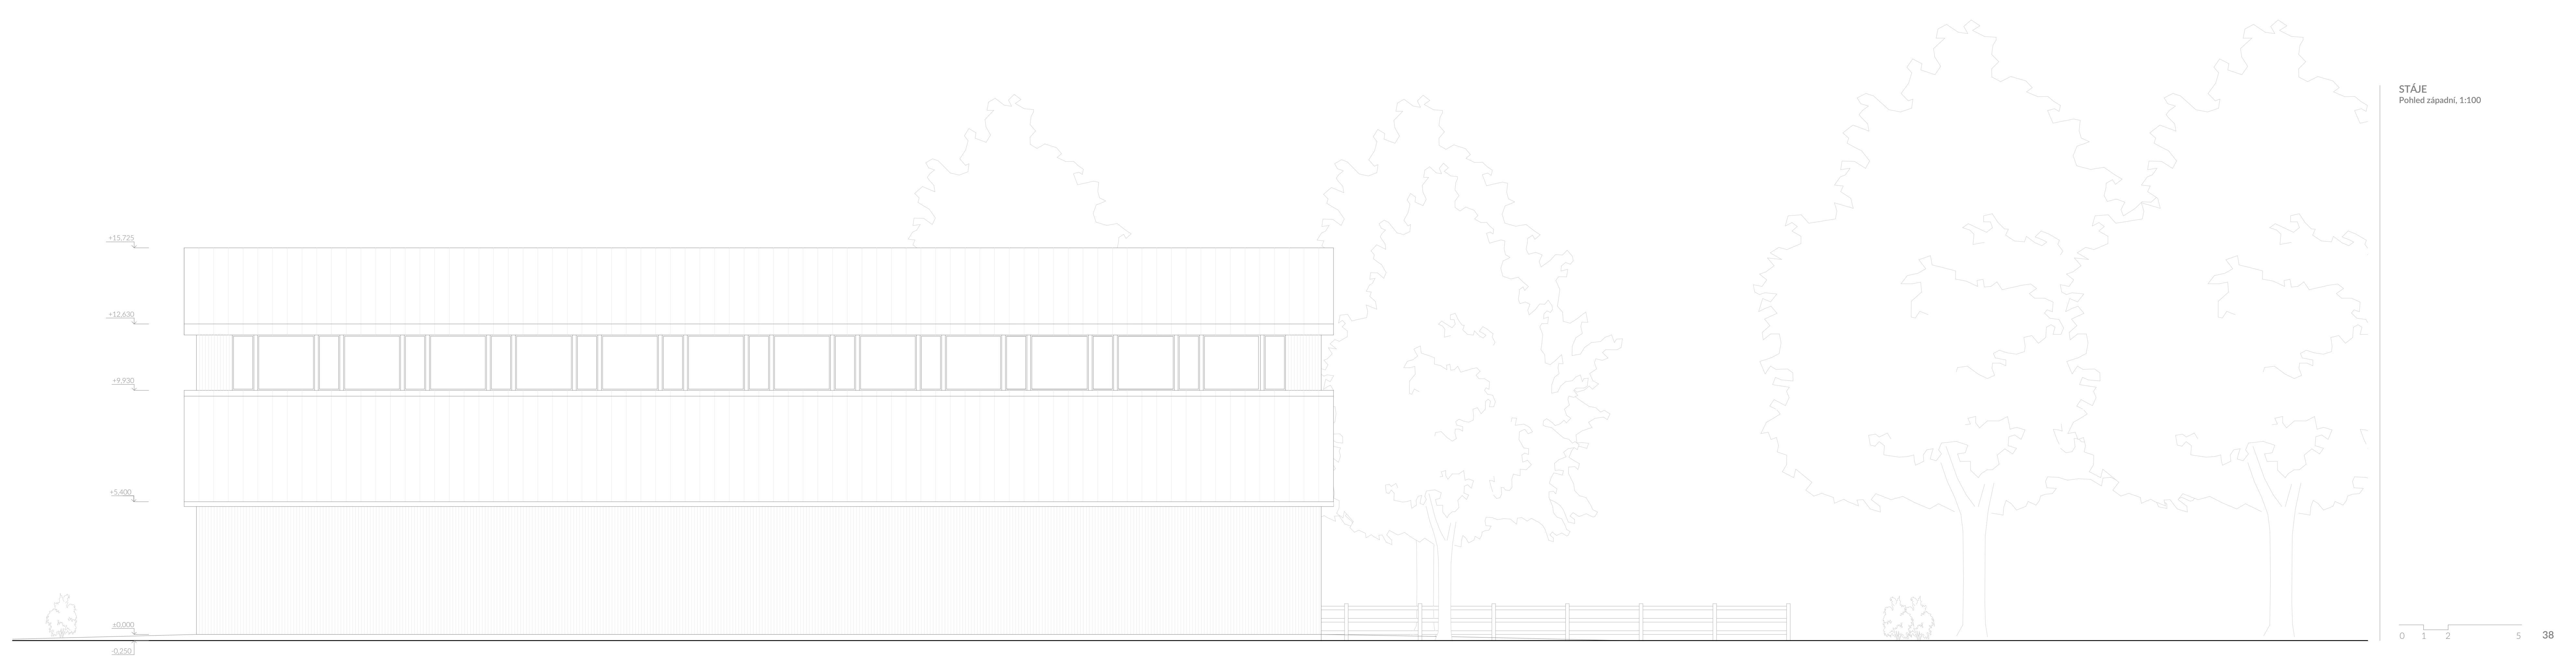 STÁJE
Pohled západní, 1:100
+15,725
+12,630
+9,930
+5,400
±0,000
-0,250
0 1 2 5
38